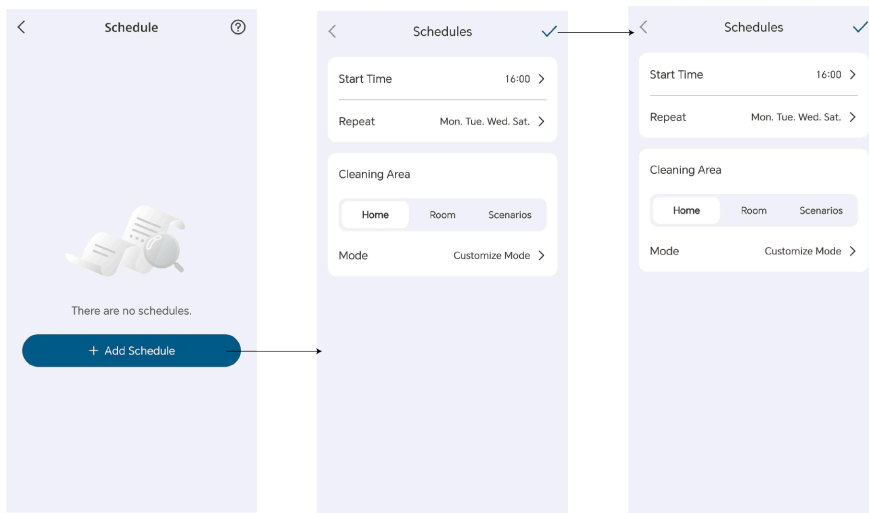 Schedule
There are no schedules.
+ Add Schedule
Schedules
Start Time 16:00
Repeat Mon. Tue. Wed. Sat.
Cleaning Area
Home Room Scenarios
Mode Customize Mode
Schedules
Start Time 16:00
Repeat Mon. Tue. Wed. Sat.
Cleaning Area
Home Room Scenarios
Mode Customize Mode